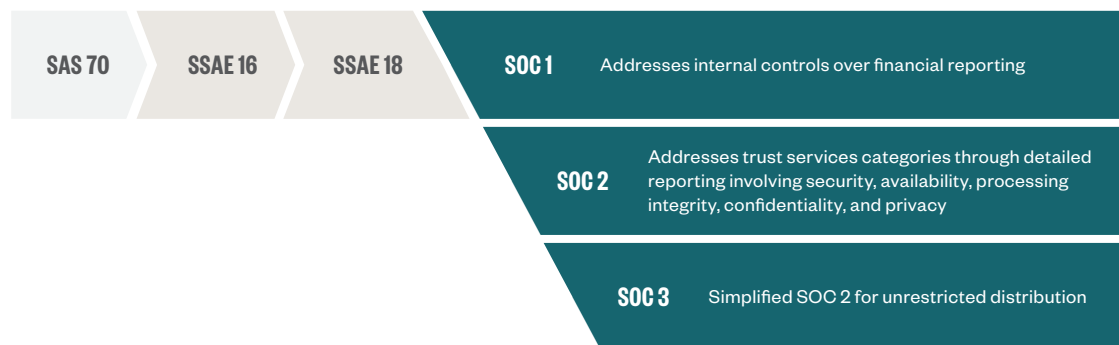 SAS 70
SSAE 16
SSAE 18
SOC 1
Addresses internal controls over financial reporting
SOC 2
Addresses trust services categories through detailed
reporting involving security, availability, processing
integrity, confidentiality, and privacy
SOC 3
Simplified SOC 2 for unrestricted distribution